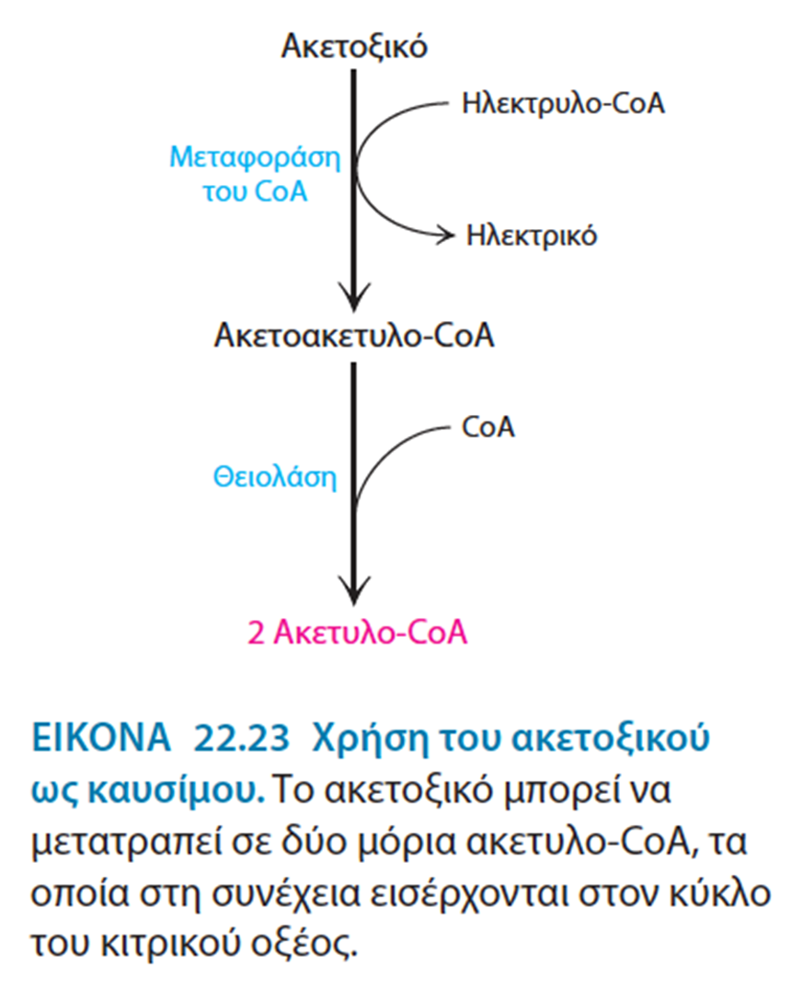 Ακετοξικό
Ηλεκτρυλο-CoA
Μεταφοράση
του CoA
Ηλεκτρικό
Ακετοακετυλο-CoA
CoA
Θειολάση
2 Ακετυλο-CoA
ΕΙΚΟΝΑ 22.23 Χρήση του ακετοξικού
ως καυσίμου. Το ακετοξικό μπορεί να
μετατραπεί σε δύο μόρια ακετυλο-CoA, τα
οποία στη συνέχεια εισέρχονται στον κύκλο
του κιτρικού οξέος.